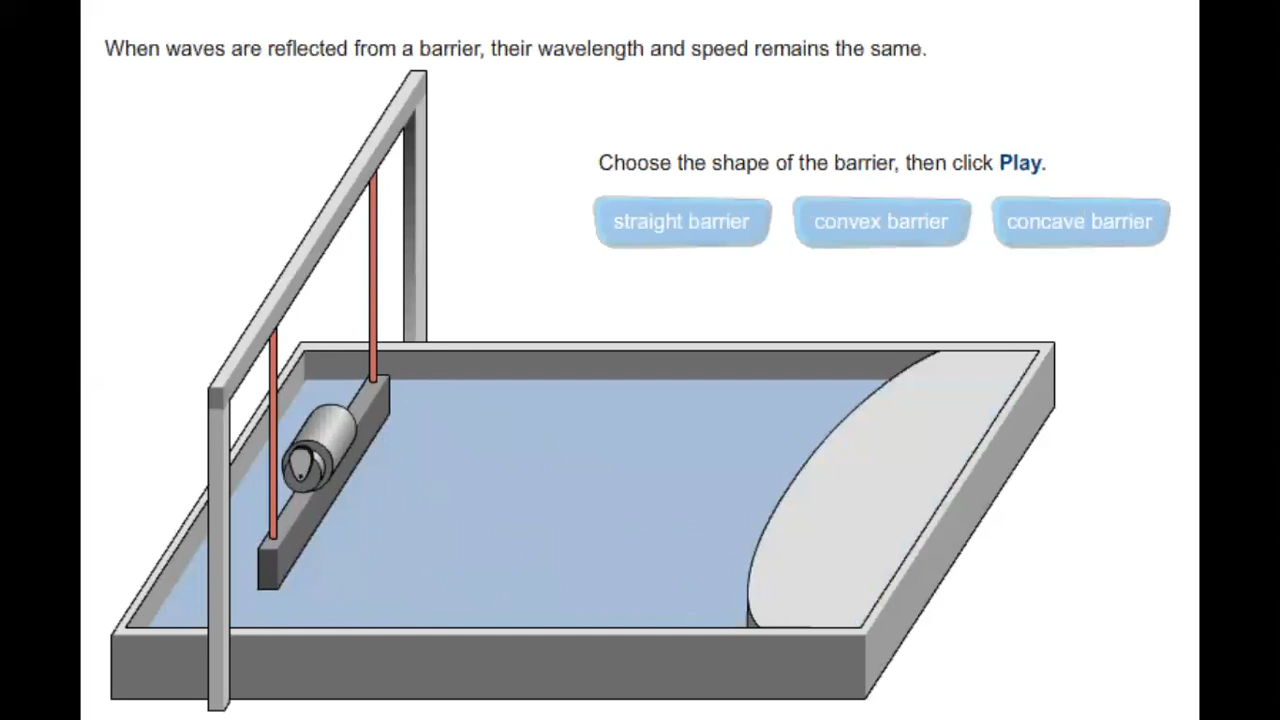 When waves are reflected from a barrier, their wavelength and speed remains the same.
Choose the shape of the barrier, then click Play.
straight barrier
convex barrier
concave barrier